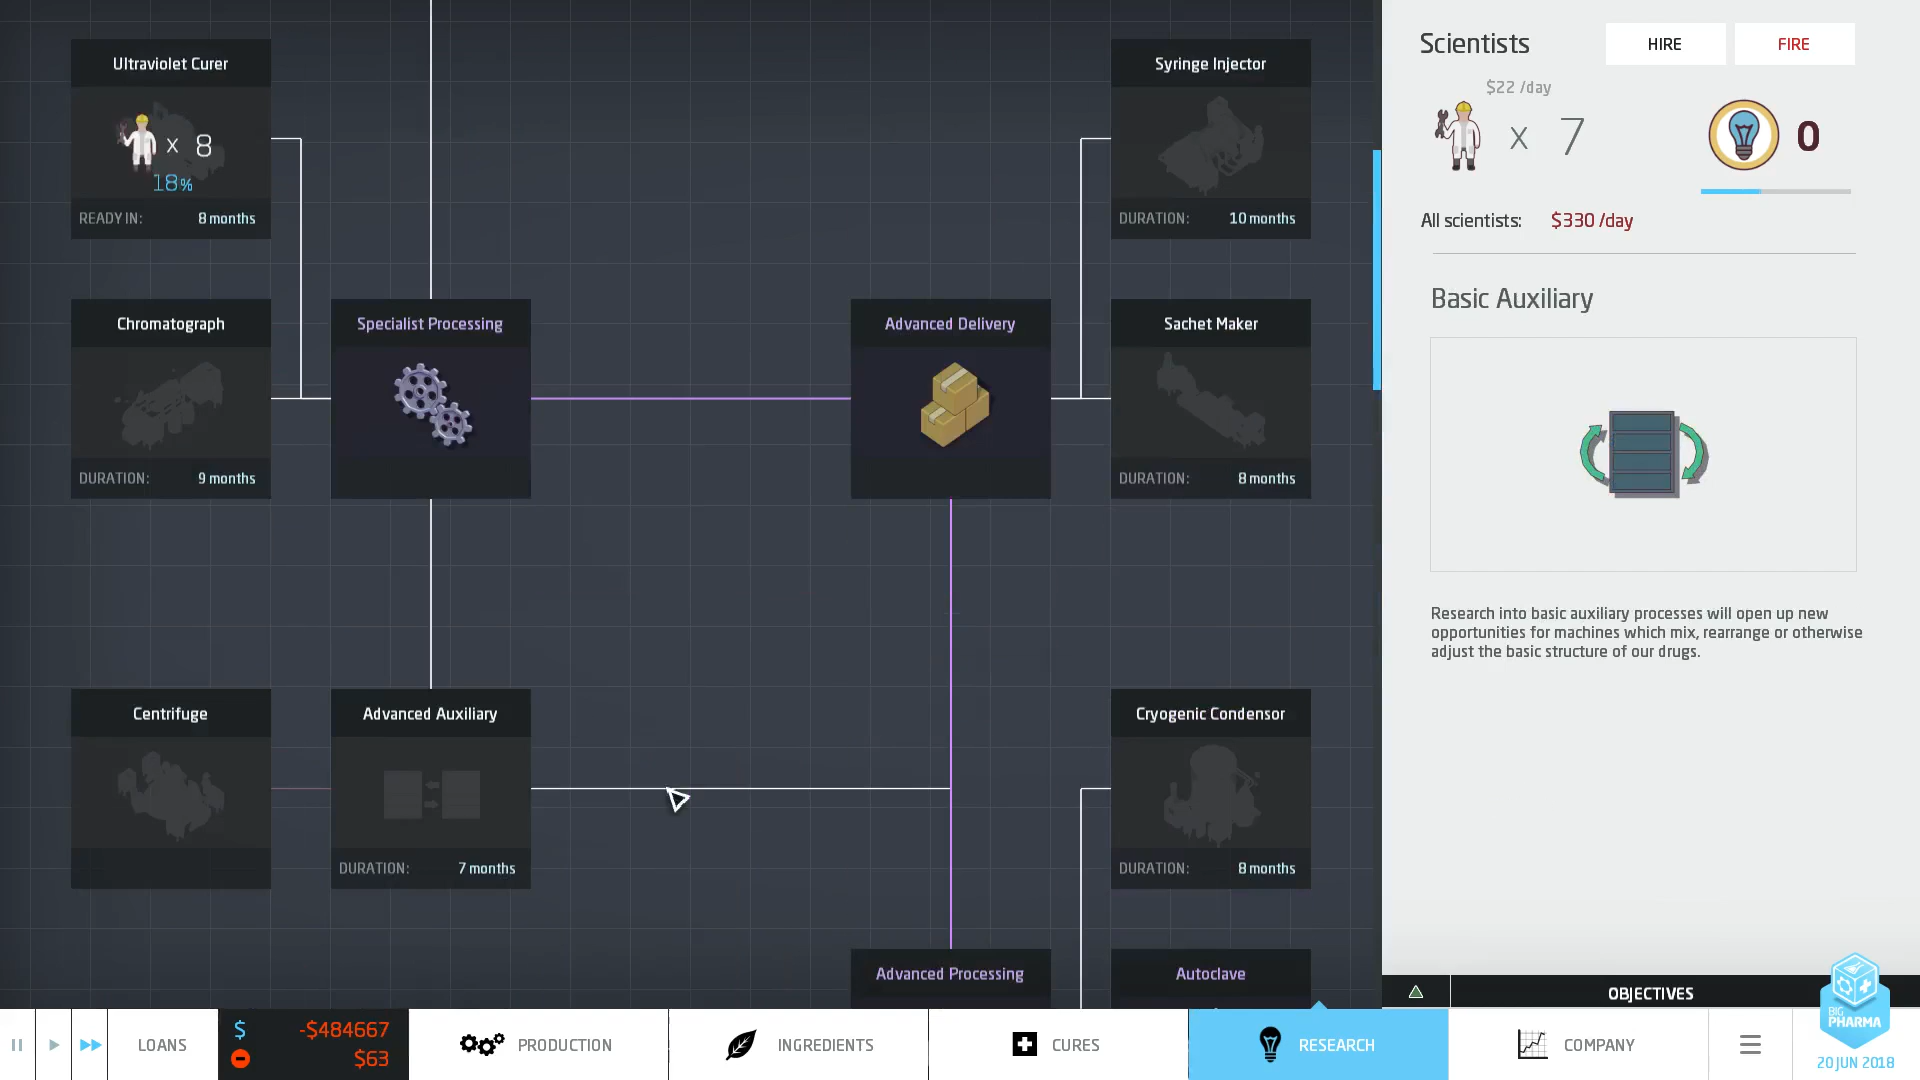 Ultraviolet Curer
x 8
18%
READY IN: 8 months
Syringe Injector
DURATION: 10 months
Chromatograph
DURATION: 9 months
Specialist Processing
Advanced Delivery
Sachet Maker
DURATION: 8 months
Centrifuge
Advanced Auxiliary
DURATION: 7 months
Cryogenic Condensor
DURATION: 8 months
Advanced Processing
Autoclave
Scientists
HIRE
FIRE
$22 /day
x 7
0
All scientists: $330 /day
Basic Auxiliary
Research into basic auxiliary processes will open up new
opportunities for machines which mix, rearrange or otherwise
adjust the basic structure of our drugs.
OBJECTIVES
BIG
PHARMA
20 JUN 2018
LOANS
$ -$484667
$63
PRODUCTION
INGREDIENTS
CURES
RESEARCH
COMPANY